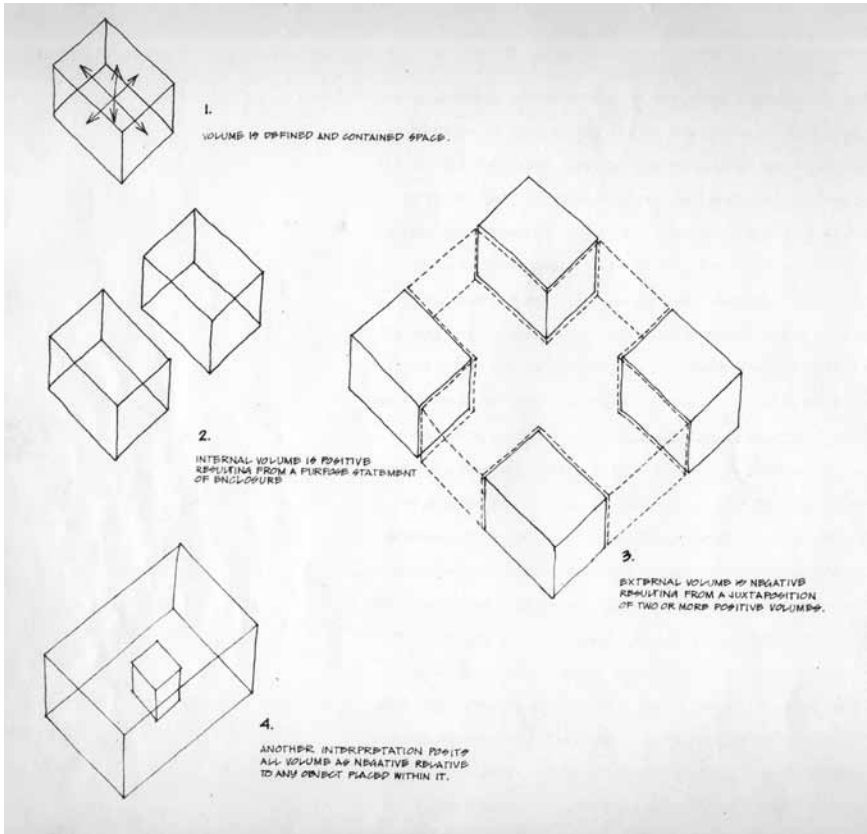 1.
VOLUME IS DEFINED AND CONTAINED SPACE.
2.
INTERNAL VOLUME IS POSITIVE
RESULTING FROM A PURPOSE STATEMENT
OF ENCLOSURE
3.
EXTERNAL VOLUME IS NEGATIVE
RESULTING FROM A JUXTAPOSITION
OF TWO OR MORE POSITIVE VOLUMES.
4.
ANOTHER INTERPRETATION POSITS
ALL VOLUME AS NEGATIVE RELATIVE
TO ANY OBJECT PLACED WITHIN IT.